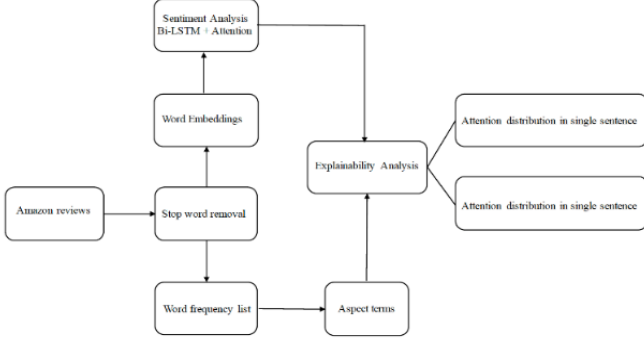 Sentiment Analysis
Bi-LSTM + Attention
Word Embeddings
Attention distribution in single sentence
Explainability Analysis
Attention distribution in single sentence
Amazon reviews
Stop word removal
Word frequency list
Aspect terms